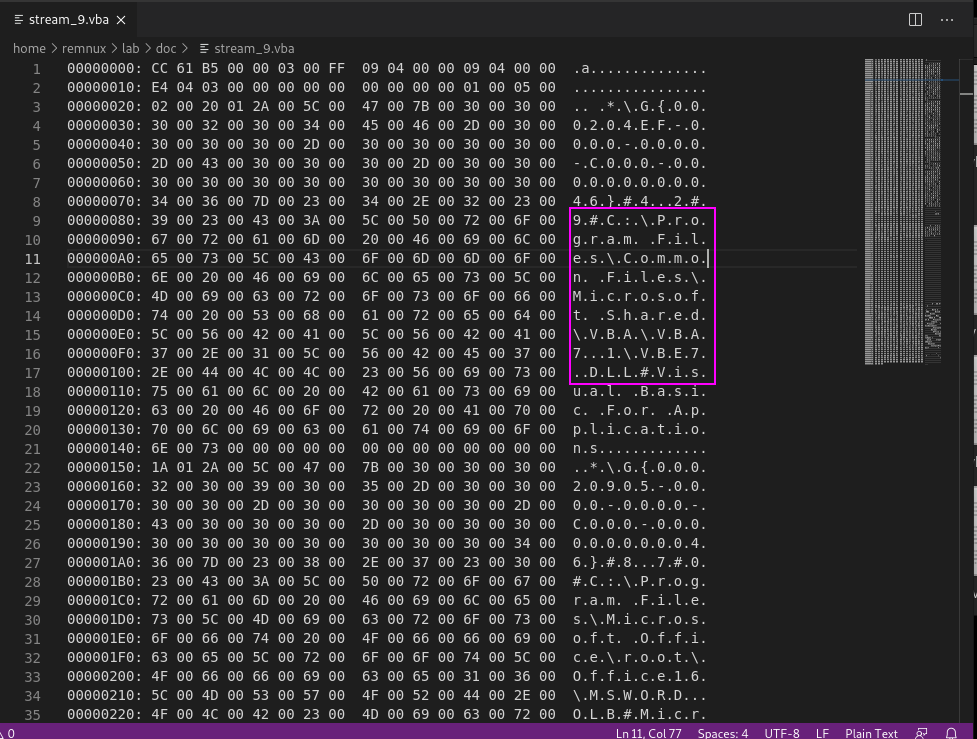 stream_9.vba
home > remnux > lab > doc > stream_9.vba
1 00000000: CC 61 B5 00 00 03 00 FF 09 04 00 00 09 04 00 00 .a..............
2 00000010: E4 04 03 00 00 00 00 00 00 00 00 00 01 00 05 00 ................
3 00000020: 02 00 20 01 2A 00 5C 00 47 00 7B 00 30 00 30 00 .. .*.\.G.{.0.0.
4 00000030: 30 00 32 00 30 00 34 00 45 00 46 00 2D 00 30 00 0.2.0.4.E.F.-.0.
5 00000040: 30 00 30 00 30 00 2D 00 30 00 30 00 30 00 30 00 0.0.0.-.0.0.0.0.
6 00000050: 2D 00 43 00 30 00 30 00 30 00 2D 00 30 00 30 00 -.C.0.0.0.-.0.0.
7 00000060: 30 00 30 00 30 00 30 00 30 00 30 00 30 00 30 00 0.0.0.0.0.0.0.0.
8 00000070: 34 00 36 00 7D 00 23 00 34 00 2E 00 32 00 23 00 4.6.}.#.4...2.#.
9 00000080: 39 00 23 00 43 00 3A 00 5C 00 50 00 72 00 6F 00 9.#.C.:.\.P.r.o.
10 00000090: 67 00 72 00 61 00 6D 00 20 00 46 00 69 00 6C 00 g.r.a.m. .F.i.l.
11 000000A0: 65 00 73 00 5C 00 43 00 6F 00 6D 00 6D 00 6F 00 e.s.\.C.o.m.m.o.
12 000000B0: 6E 00 20 00 46 00 69 00 6C 00 65 00 73 00 5C 00 n. .F.i.l.e.s.\.
13 000000C0: 4D 00 69 00 63 00 72 00 6F 00 73 00 6F 00 66 00 M.i.c.r.o.s.o.f.
14 000000D0: 74 00 20 00 53 00 68 00 61 00 72 00 65 00 64 00 t. .S.h.a.r.e.d.
15 000000E0: 5C 00 56 00 42 00 41 00 5C 00 56 00 42 00 41 00 \.V.B.A.\.V.B.A.
16 000000F0: 37 00 2E 00 31 00 5C 00 56 00 42 00 45 00 37 00 7...1.\.V.B.E.7.
17 00000100: 2E 00 44 00 4C 00 4C 00 23 00 56 00 69 00 73 00 ..D.L.L.#.V.i.s.
18 00000110: 75 00 61 00 6C 00 20 00 42 00 61 00 73 00 69 00 u.a.l. .B.a.s.i.
19 00000120: 63 00 20 00 46 00 6F 00 72 00 20 00 41 00 70 00 c. .F.o.r. .A.p.
20 00000130: 70 00 6C 00 69 00 63 00 61 00 74 00 69 00 6F 00 p.l.i.c.a.t.i.o.
21 00000140: 6E 00 73 00 00 00 00 00 00 00 00 00 00 00 00 00 n.s.............
22 00000150: 1A 01 2A 00 5C 00 47 00 7B 00 30 00 30 00 30 00 ..*.\.G.{.0.0.0.
23 00000160: 32 00 30 00 39 00 30 00 35 00 2D 00 30 00 30 00 2.0.9.0.5.-.0.0.
24 00000170: 30 00 30 00 2D 00 30 00 30 00 30 00 30 00 2D 00 0.0.-.0.0.0.0.-.
25 00000180: 43 00 30 00 30 00 30 00 2D 00 30 00 30 00 30 00 C.0.0.0.-.0.0.0.
26 00000190: 30 00 30 00 30 00 30 00 30 00 30 00 30 00 34 00 0.0.0.0.0.0.0.4.
27 000001A0: 36 00 7D 00 23 00 38 00 2E 00 37 00 23 00 30 00 6.}.#.8...7.#.0.
28 000001B0: 23 00 43 00 3A 00 5C 00 50 00 72 00 6F 00 67 00 #.C.:.\.P.r.o.g.
29 000001C0: 72 00 61 00 6D 00 20 00 46 00 69 00 6C 00 65 00 r.a.m. .F.i.l.e.
30 000001D0: 73 00 5C 00 4D 00 69 00 63 00 72 00 6F 00 73 00 s.\.M.i.c.r.o.s.
31 000001E0: 6F 00 66 00 74 00 20 00 4F 00 66 00 66 00 69 00 o.f.t. .O.f.f.i.
32 000001F0: 63 00 65 00 5C 00 72 00 6F 00 6F 00 74 00 5C 00 c.e.\.r.o.o.t.\.
33 00000200: 4F 00 66 00 66 00 69 00 63 00 65 00 31 00 36 00 O.f.f.i.c.e.1.6.
34 00000210: 5C 00 4D 00 53 00 57 00 4F 00 52 00 44 00 2E 00 \.M.S.W.O.R.D...
35 00000220: 4F 00 4C 00 42 00 23 00 4D 00 69 00 63 00 72 00 O.L.B.#.M.i.c.r.
0 Ln 11, Col 77 Spaces: 4 UTF-8 LF Plain Text